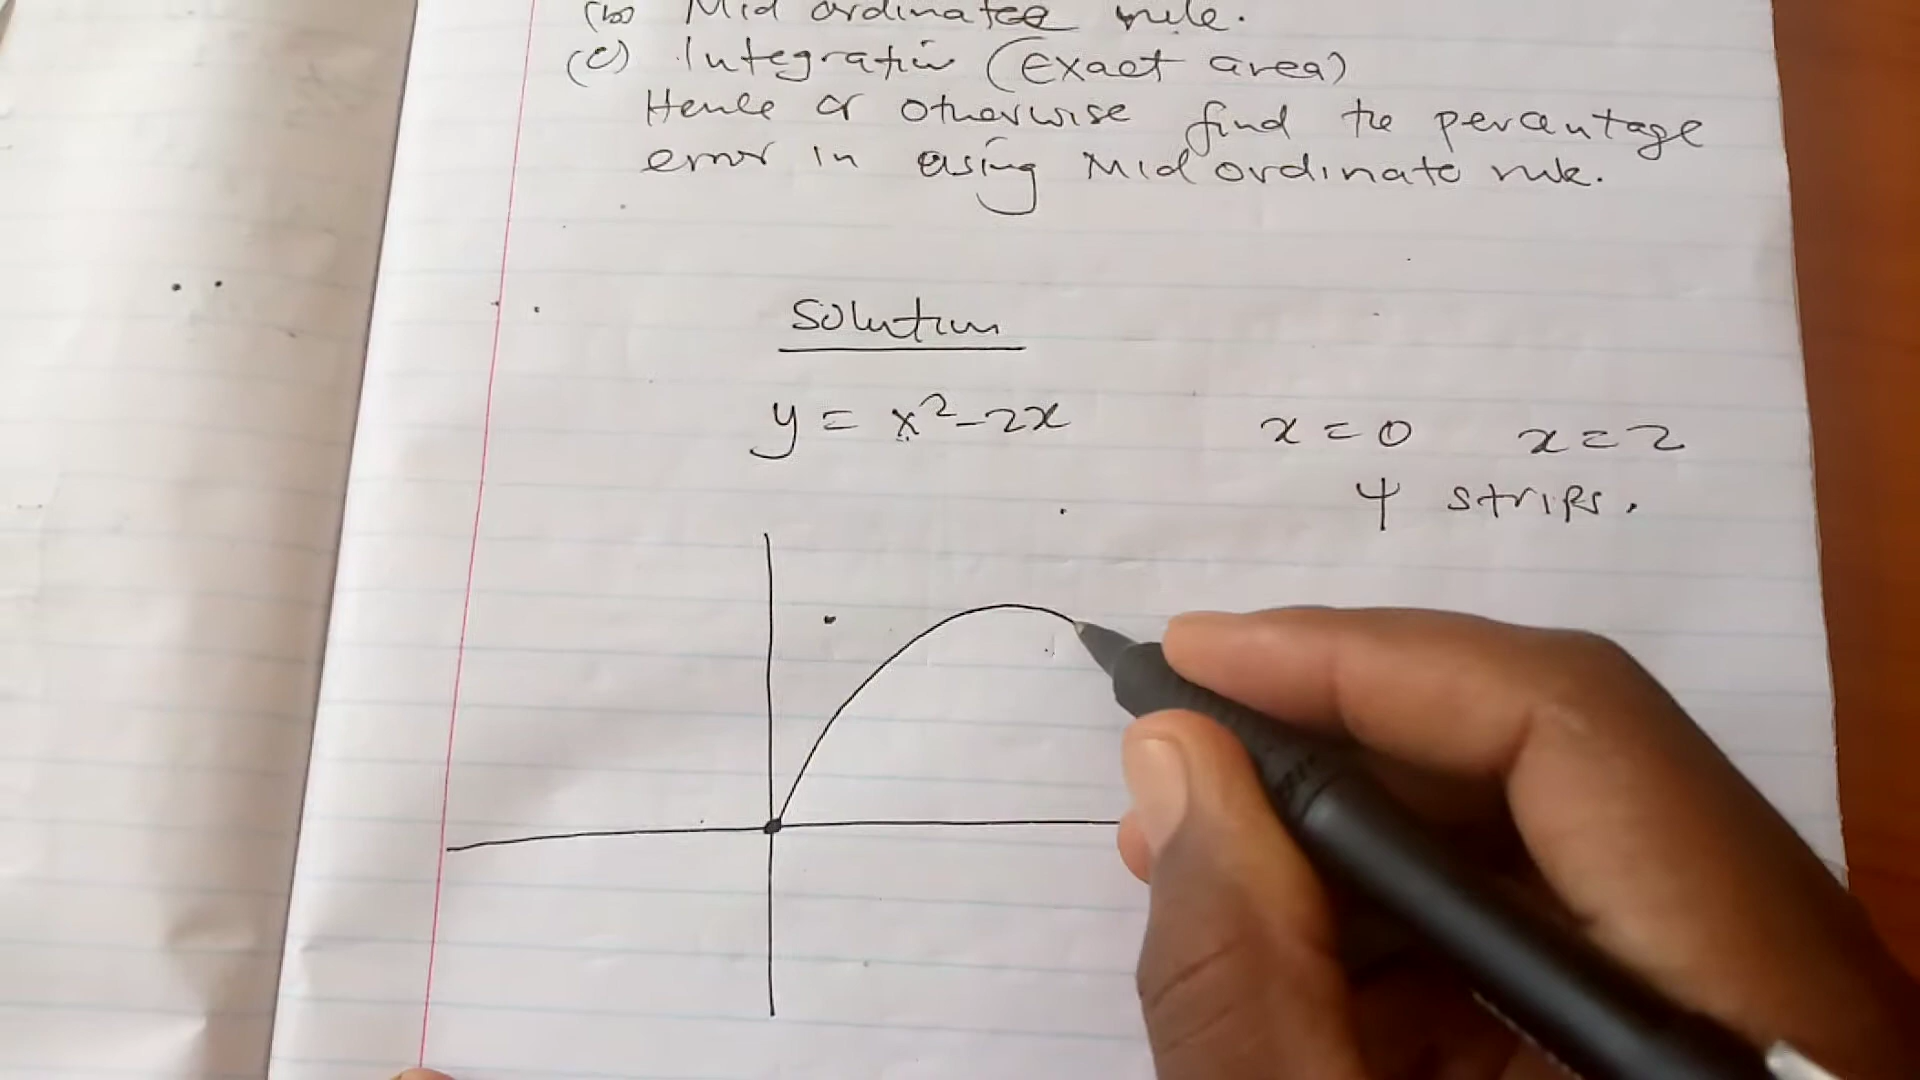 (b) Mid ordinatee rule.
(c) Integration (exact area)
Hence or otherwise find the percentage
error in using Mid ordinate rule.
Solution
y = x² - 2x x = 0 x = 2
4 strips.